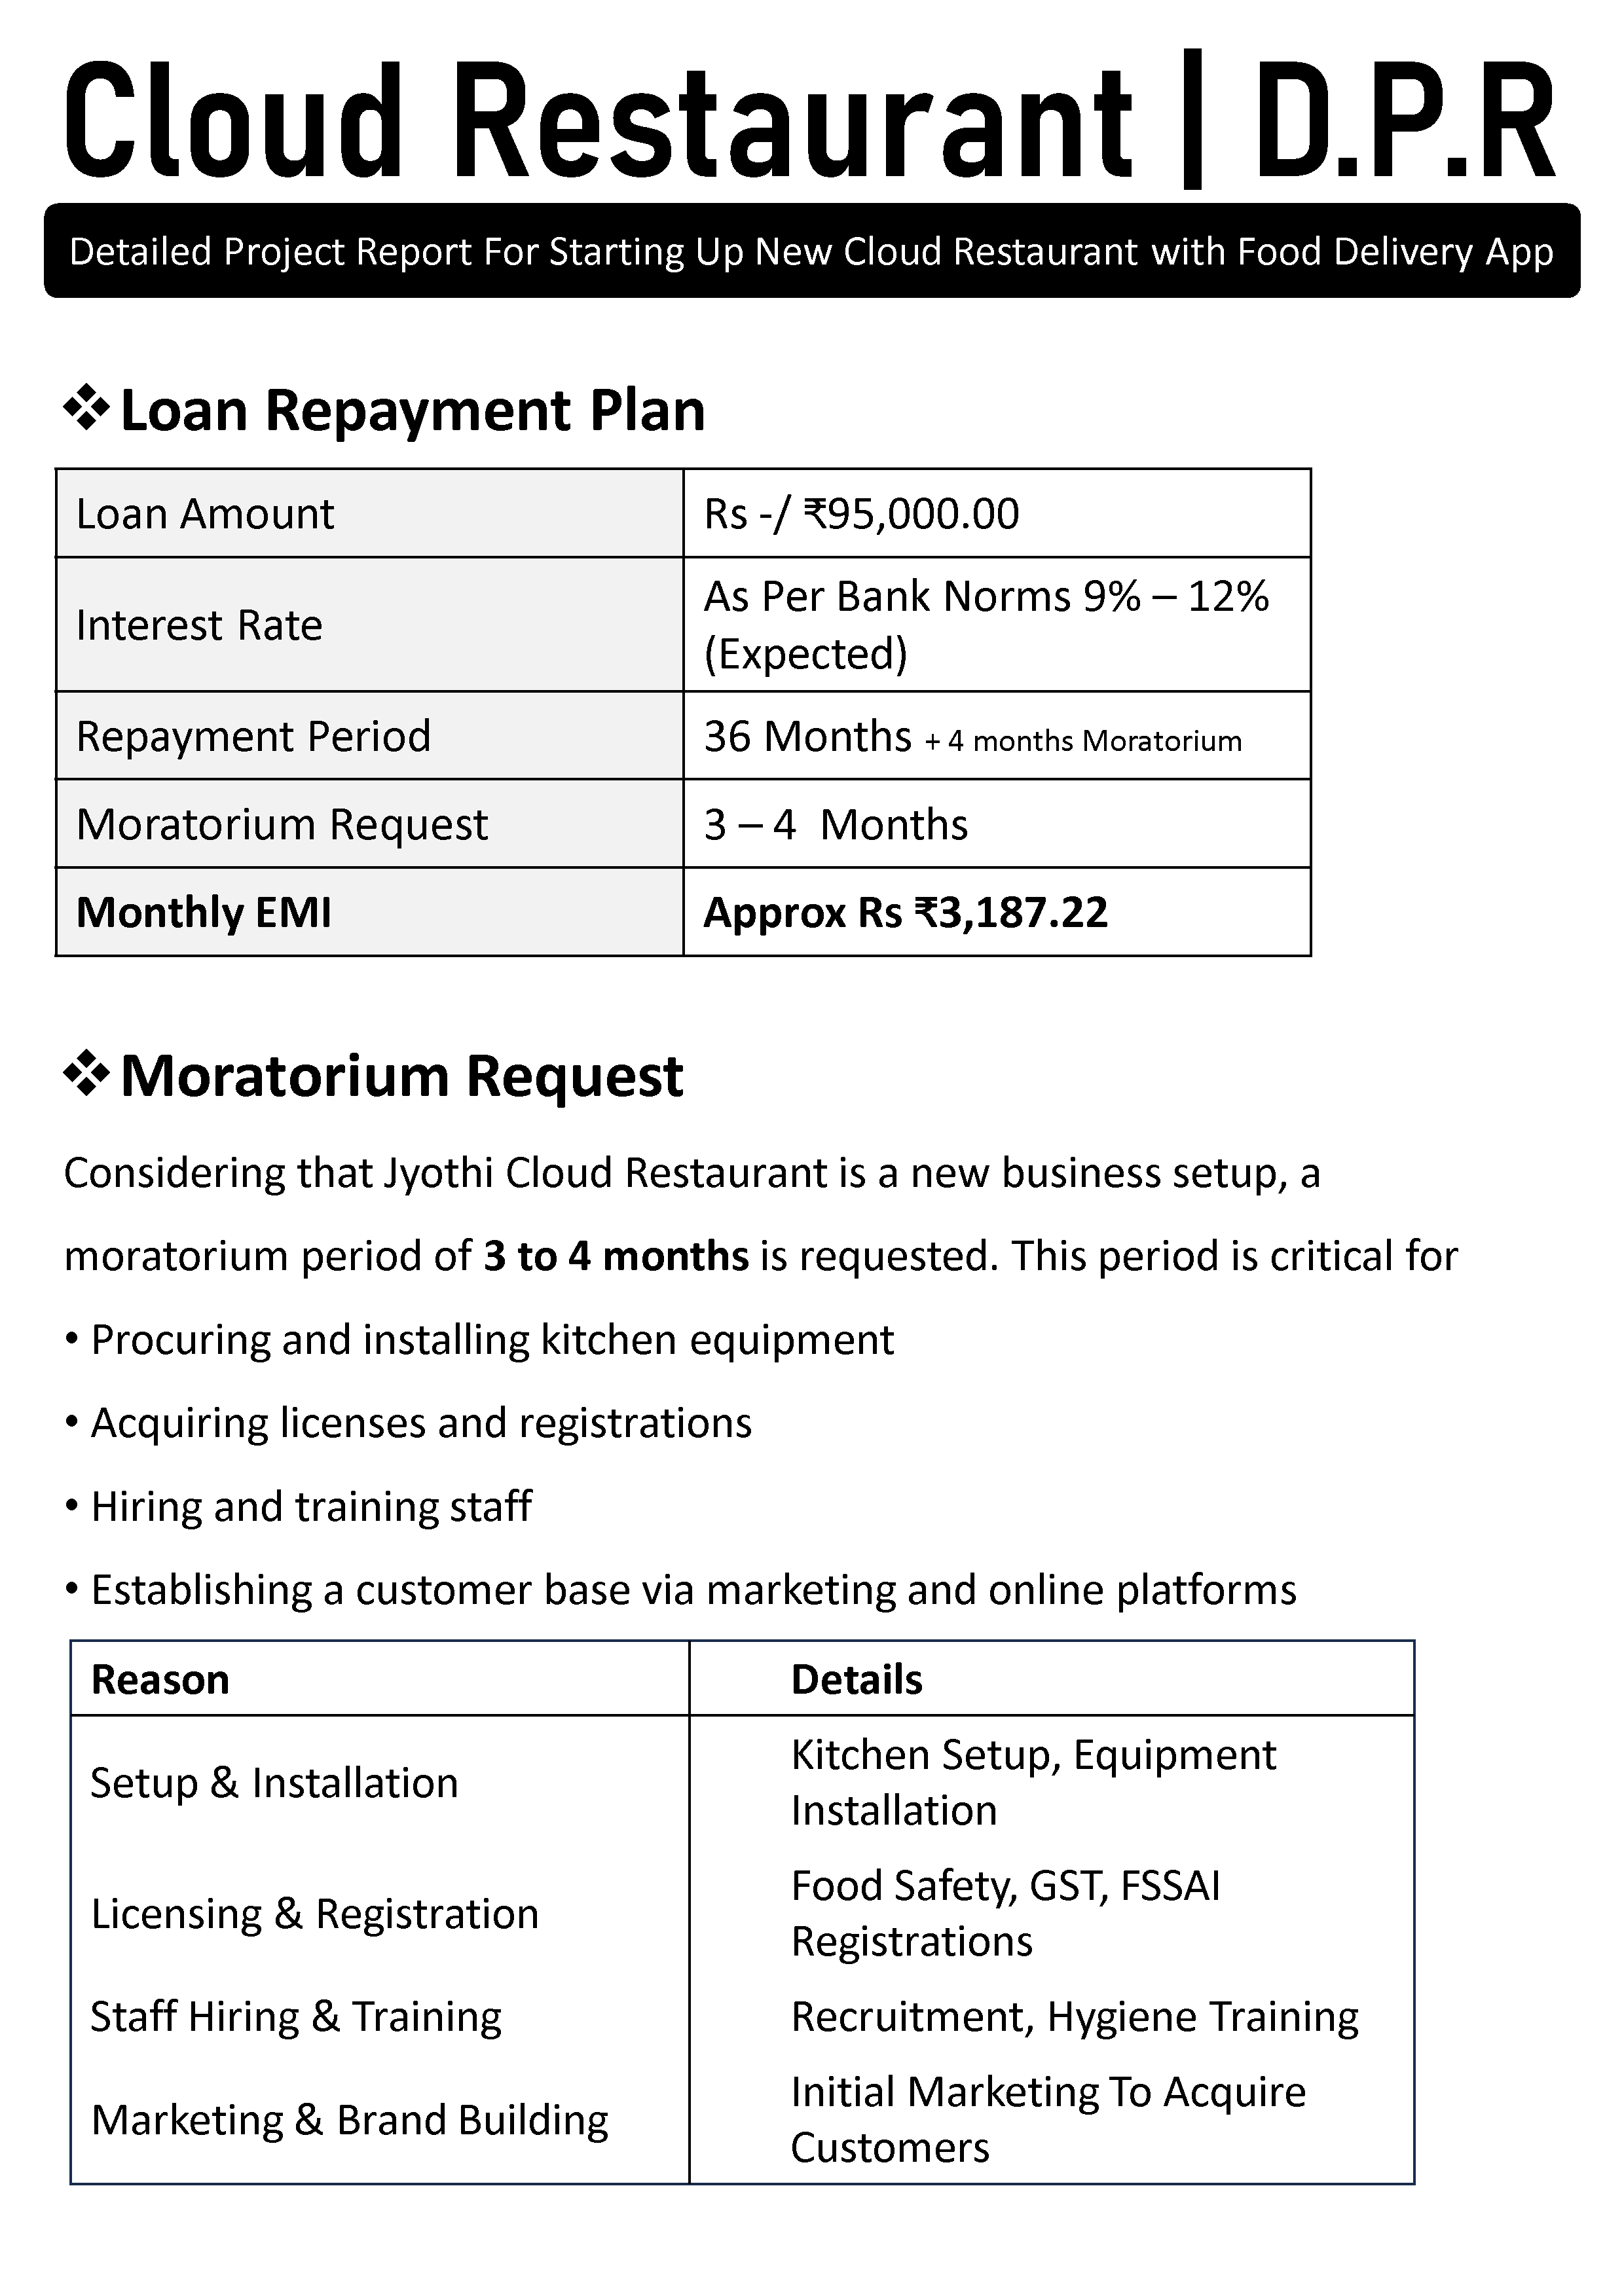 Cloud Restaurant | D.P.R
Detailed Project Report For Starting Up New Cloud Restaurant with Food Delivery App
❖ Loan Repayment Plan
Loan Amount Rs -/ ₹95,000.00
Interest Rate As Per Bank Norms 9% – 12%
(Expected)
Repayment Period 36 Months + 4 months Moratorium
Moratorium Request 3 – 4 Months
Monthly EMI Approx Rs ₹3,187.22
❖ Moratorium Request
Considering that Jyothi Cloud Restaurant is a new business setup, a
moratorium period of 3 to 4 months is requested. This period is critical for
• Procuring and installing kitchen equipment
• Acquiring licenses and registrations
• Hiring and training staff
• Establishing a customer base via marketing and online platforms
Reason Details
Setup & Installation Kitchen Setup, Equipment
Installation
Licensing & Registration Food Safety, GST, FSSAI
Registrations
Staff Hiring & Training Recruitment, Hygiene Training
Marketing & Brand Building Initial Marketing To Acquire
Customers